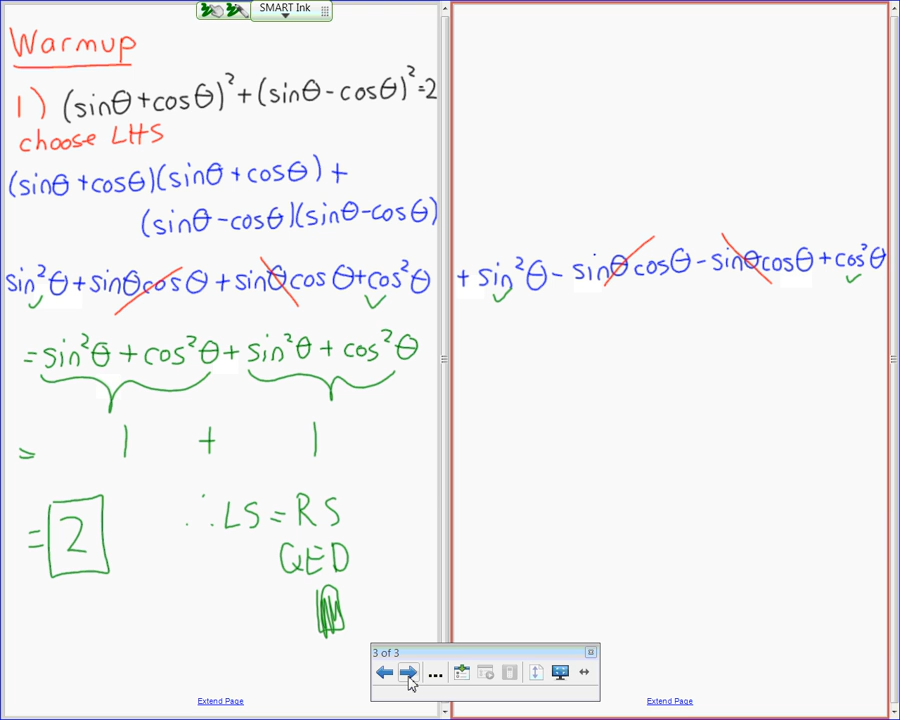 SMART Ink
Warmup
1) (sinθ+cosθ)²+(sinθ-cosθ)²=2
choose LHS
(sinθ+cosθ)(sinθ+cosθ)+
(sinθ-cosθ)(sinθ-cosθ)
sin²θ+sinθcosθ+sinθcosθ+cos²θ +sin²θ-sinθcosθ-sinθcosθ+cos²θ
=sin²θ+cos²θ+sin²θ+cos²θ
= 1 + 1
=2 ∴LS=RS
QED
3 of 3
...
Extend Page Extend Page